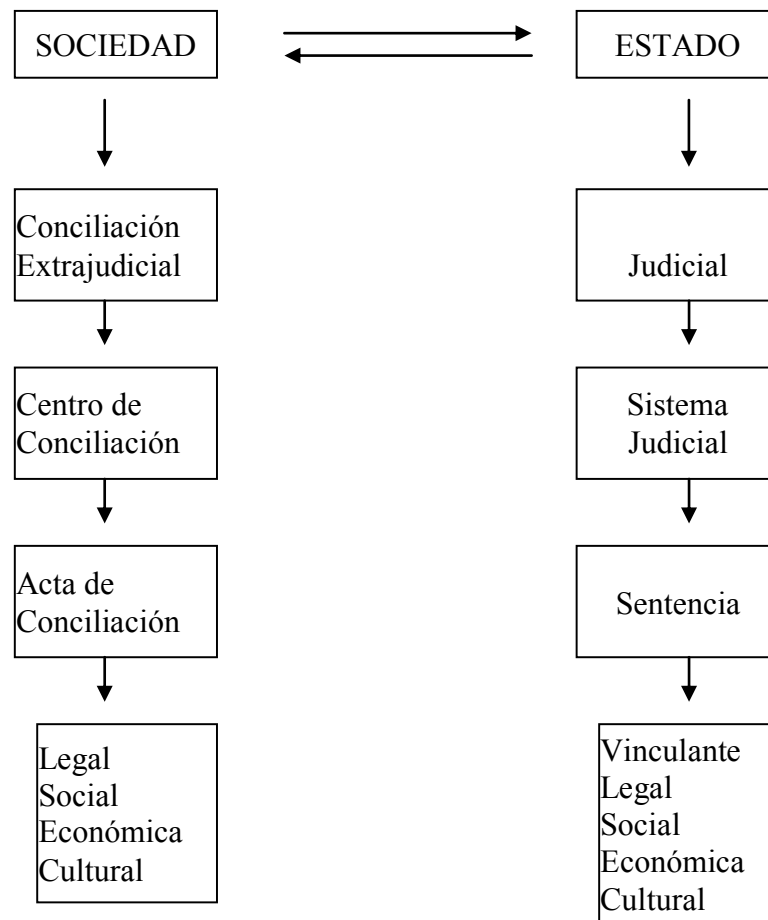 SOCIEDAD
ESTADO
Conciliación
Extrajudicial
Judicial
Centro de
Conciliación
Sistema
Judicial
Acta de
Conciliación
Sentencia
Legal
Social
Económica
Cultural
Vinculante
Legal
Social
Económica
Cultural